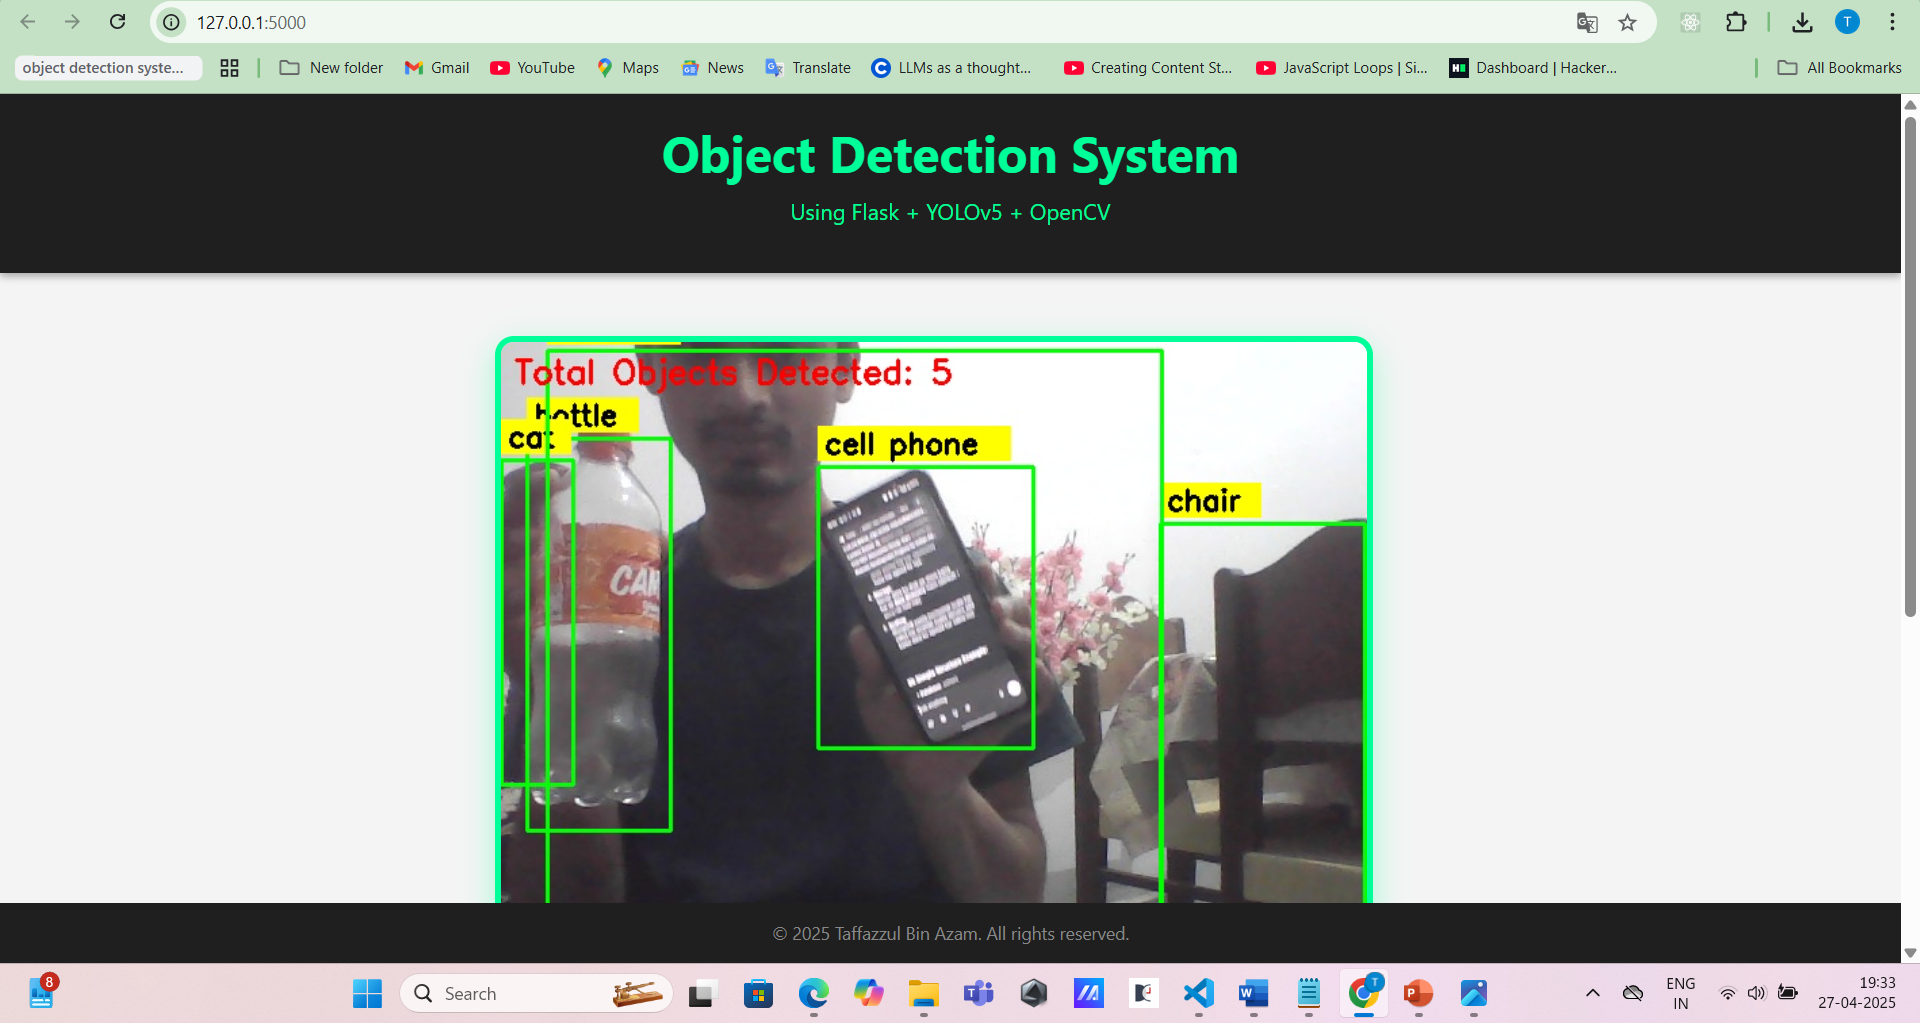 127.0.0.1:5000
T
object detection syste...
New folder
Gmail
YouTube
Maps
News
Translate
LLMs as a thought...
Creating Content St...
JavaScript Loops | Si...
Dashboard | Hacker...
All Bookmarks
Object Detection System
Using Flask + YOLOv5 + OpenCV
Total Objects Detected: 5
bottle
cat
cell phone
chair
CAM
© 2025 Taffazzul Bin Azam. All rights reserved.
8
Search
T
ENG
IN
19:33
27-04-2025